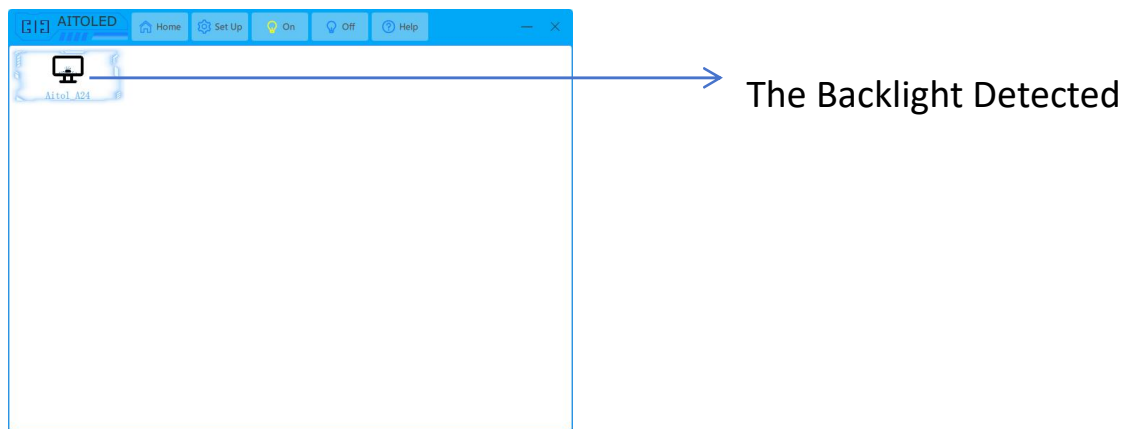 AITOLED
Home Set Up On Off Help
Aitol_A24
The Backlight Detected